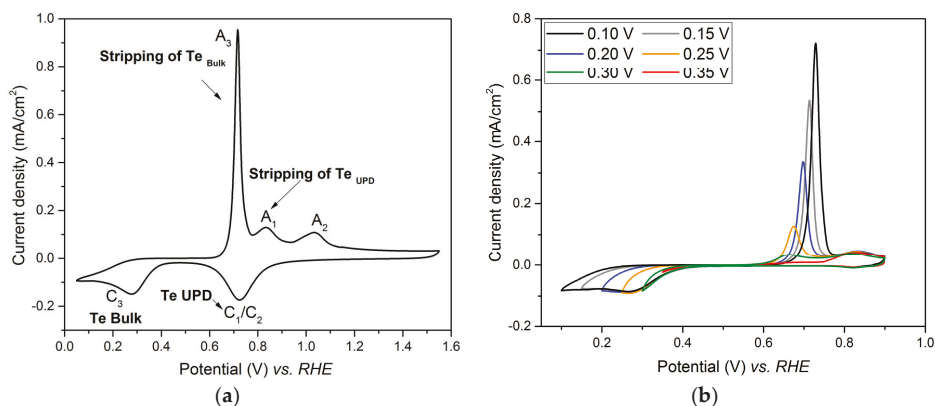 1.0
0.8
0.6
0.4
0.2
0.0
-0.2
Current density (mA/cm²)
A₃
Stripping of Te Bulk
Stripping of Te UPD
A₁
A₂
C₃
Te Bulk
Te UPD
C₁/C₂
0.0 0.2 0.4 0.6 0.8 1.0 1.2 1.4 1.6
Potential (V) vs. RHE
(a)
0.8
0.6
0.4
0.2
0.0
-0.2
Current density (mA/cm²)
0.10 V 0.15 V
0.20 V 0.25 V
0.30 V 0.35 V
0.2 0.4 0.6 0.8 1.0
Potential (V) vs. RHE
(b)